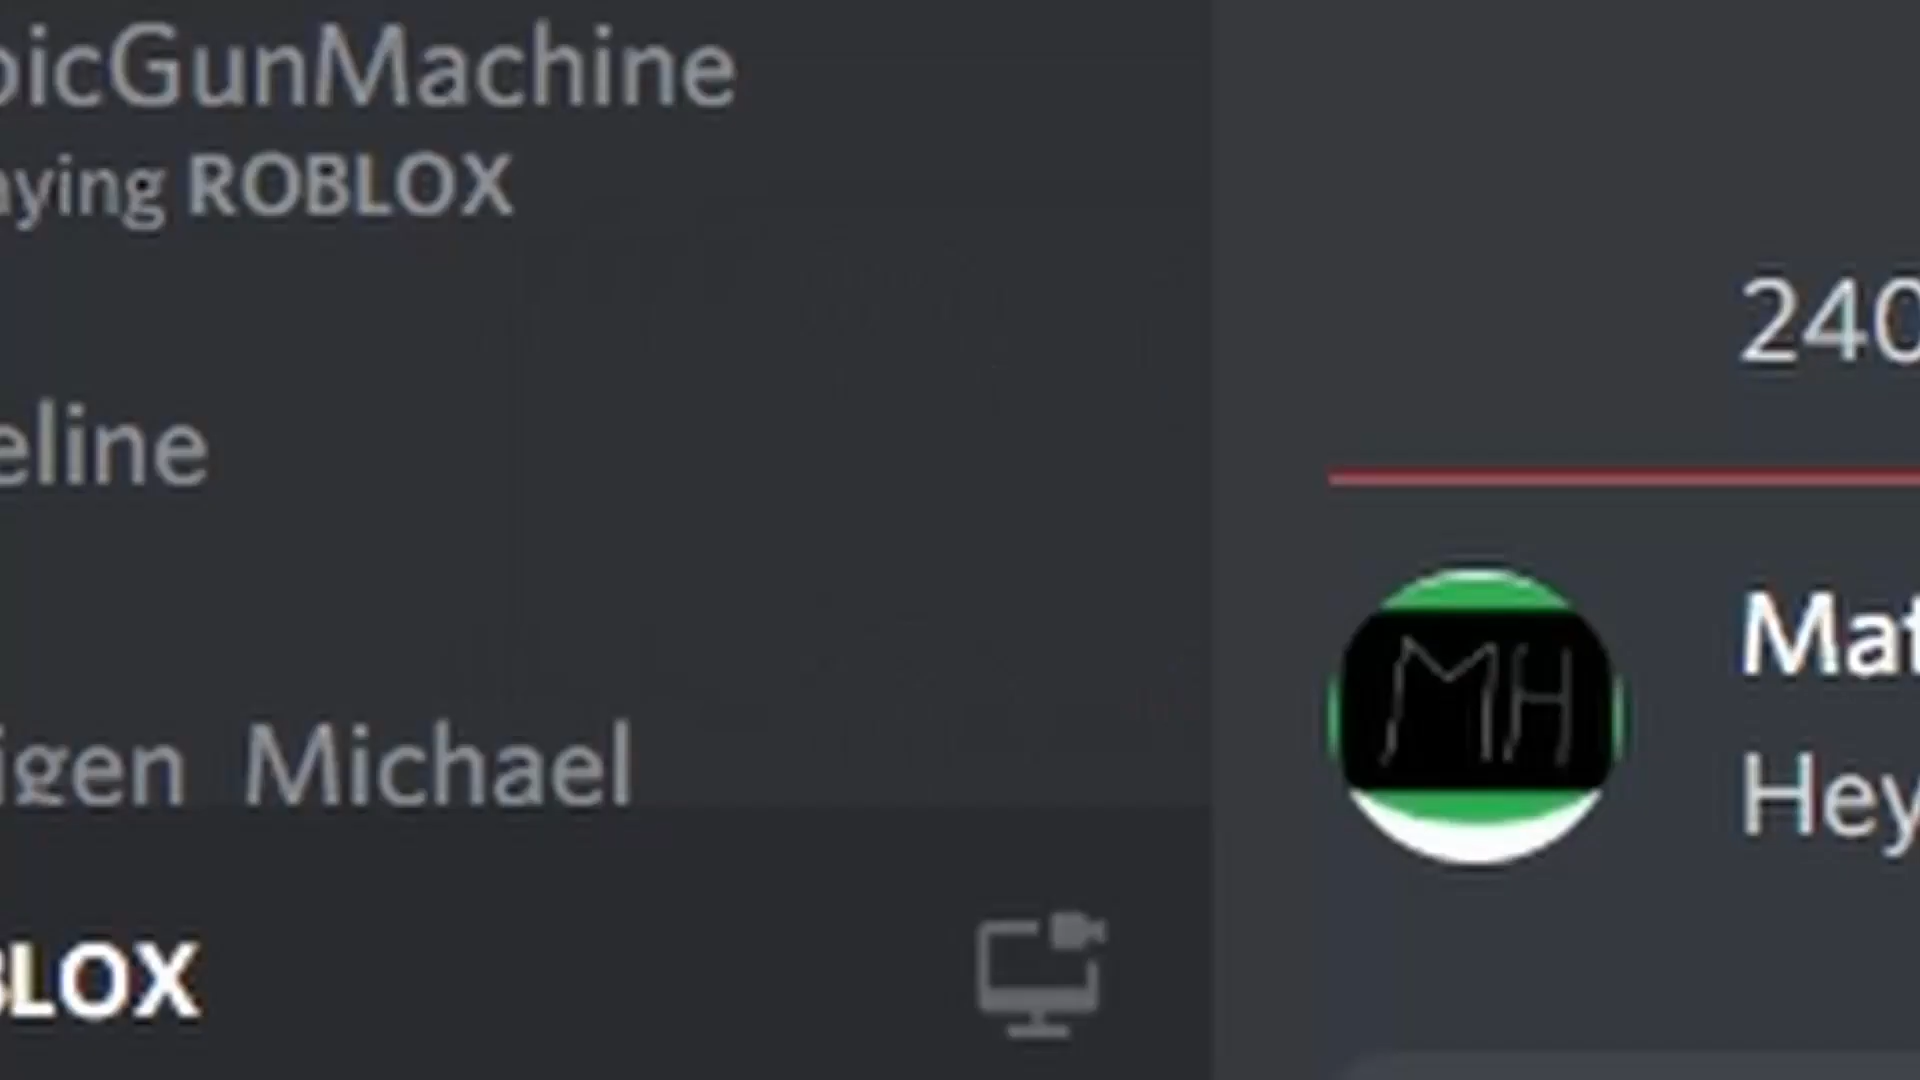 picGunMachine
aying ROBLOX
eline
igen Michael
BLOX
240
MH
Mat
Hey